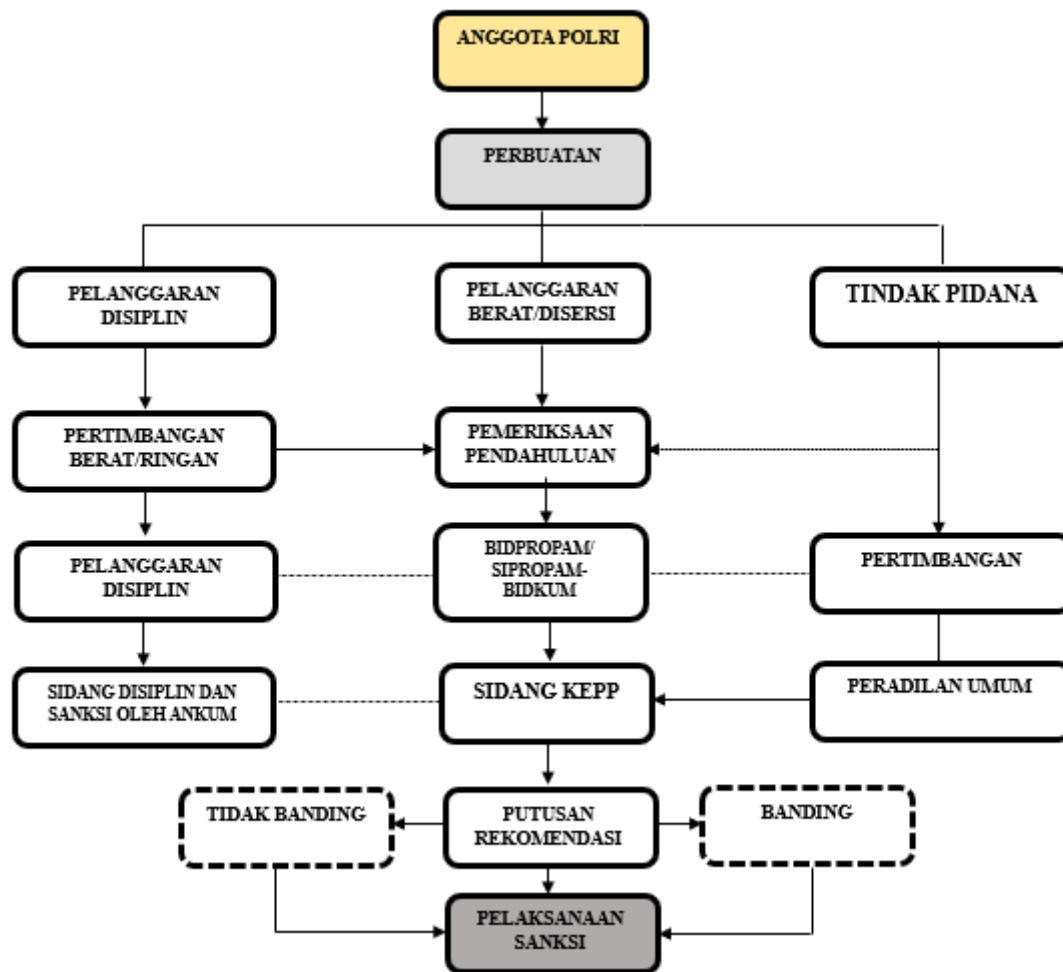 ANGGOTA POLRI
PERBUATAN
PELANGGARAN
DISIPLIN
PELANGGARAN
BERAT/DISERSI
TINDAK PIDANA
PERTIMBANGAN
BERAT/RINGAN
PEMERIKSAAN
PENDAHULUAN
PELANGGARAN
DISIPLIN
BIDPROPAM/
SIPROPAM-
BIDKUM
PERTIMBANGAN
SIDANG DISIPLIN DAN
SANKSI OLEH ANKUM
SIDANG KEPP
PERADILAN UMUM
TIDAK BANDING
PUTUSAN
REKOMENDASI
BANDING
PELAKSANAAN
SANKSI